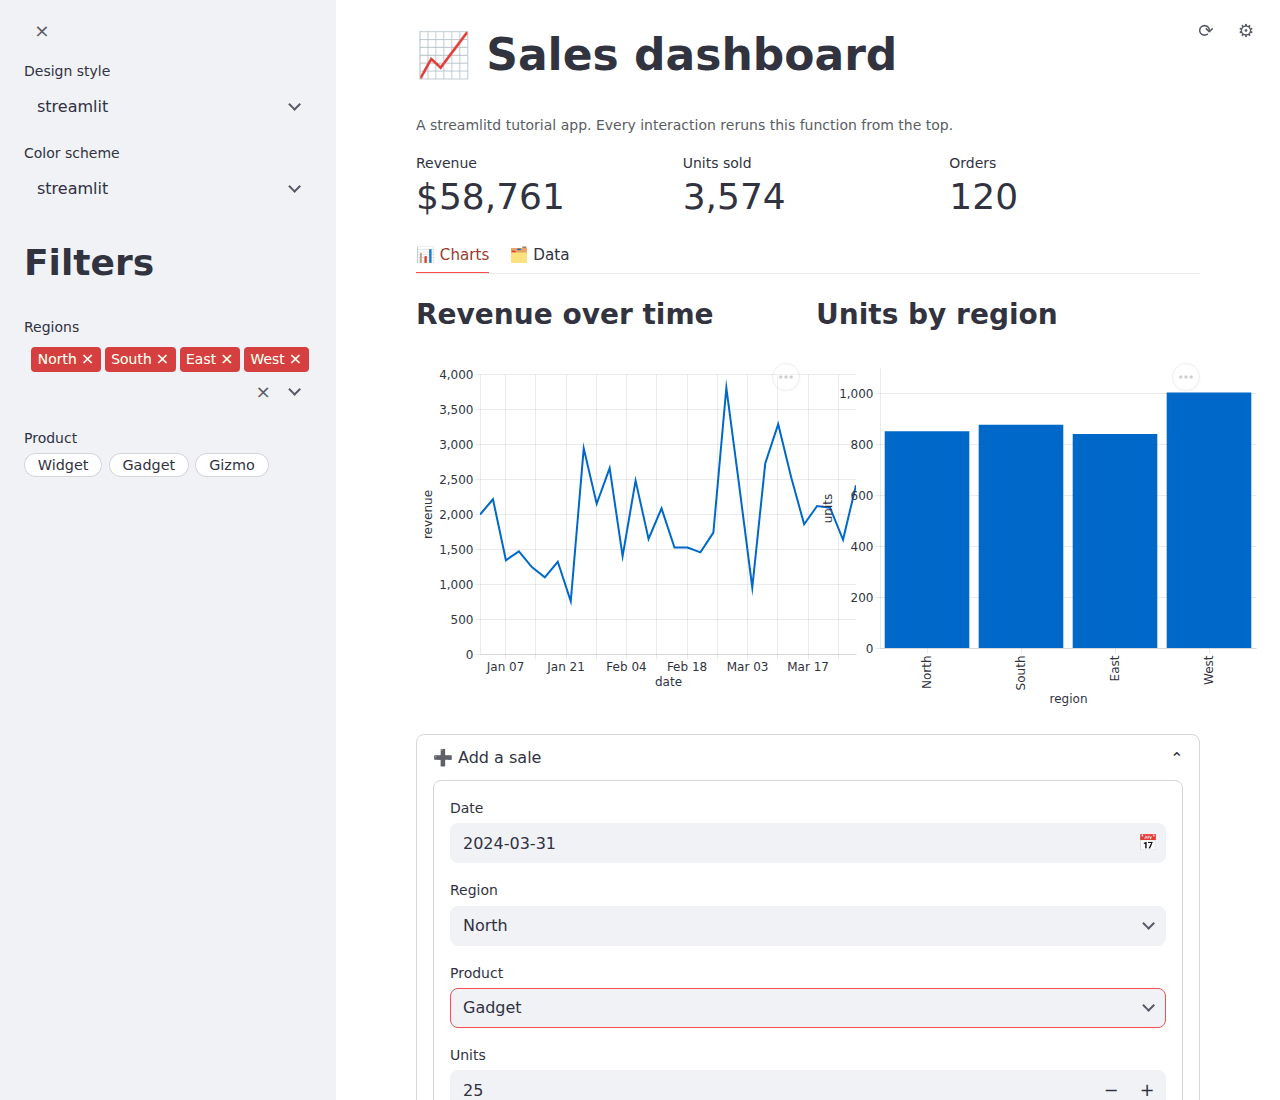 Design style
streamlit
Color scheme
streamlit
Filters
Regions
North
South
East
West
Product
Widget Gadget Gizmo
Sales dashboard
A streamlitd tutorial app. Every interaction reruns this function from the top.
Revenue
$58,761
Units sold
3,574
Orders
120
Charts
Data
Revenue over time
4,000
3,500
3,000
2,500
2,000
1,500
1,000
500
0
revenue
Jan 07 Jan 21 Feb 04 Feb 18 Mar 03 Mar 17
date
Units by region
1,000
800
600
400
200
0
units
North South East West
region
Add a sale
Date
2024-03-31
Region
North
Product
Gadget
Units
25